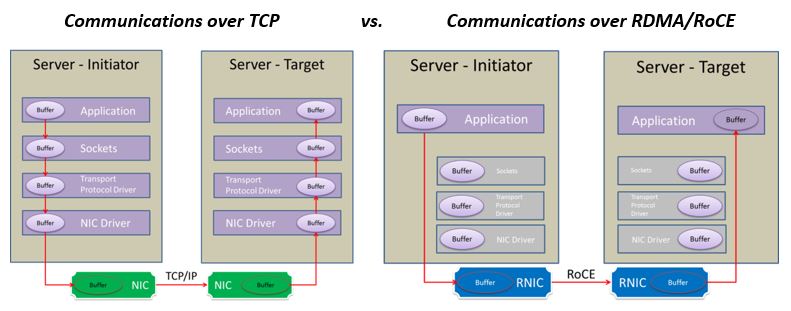 Communications over TCP vs. Communications over RDMA/RoCE
Server - Initiator
Buffer Application
Buffer Sockets
Buffer Transport
Protocol Driver
Buffer NIC Driver
Buffer NIC
TCP/IP
Server - Target
Application Buffer
Sockets Buffer
Transport Buffer
Protocol Driver
NIC Driver Buffer
NIC Buffer
Server - Initiator
Buffer Application
Buffer Sockets
Buffer Transport
Protocol
Driver
Buffer NIC Driver
Buffer RNIC
RoCE
Server - Target
Application Buffer
Sockets Buffer
Transport Buffer
Protocol
Driver
NIC Driver Buffer
RNIC Buffer